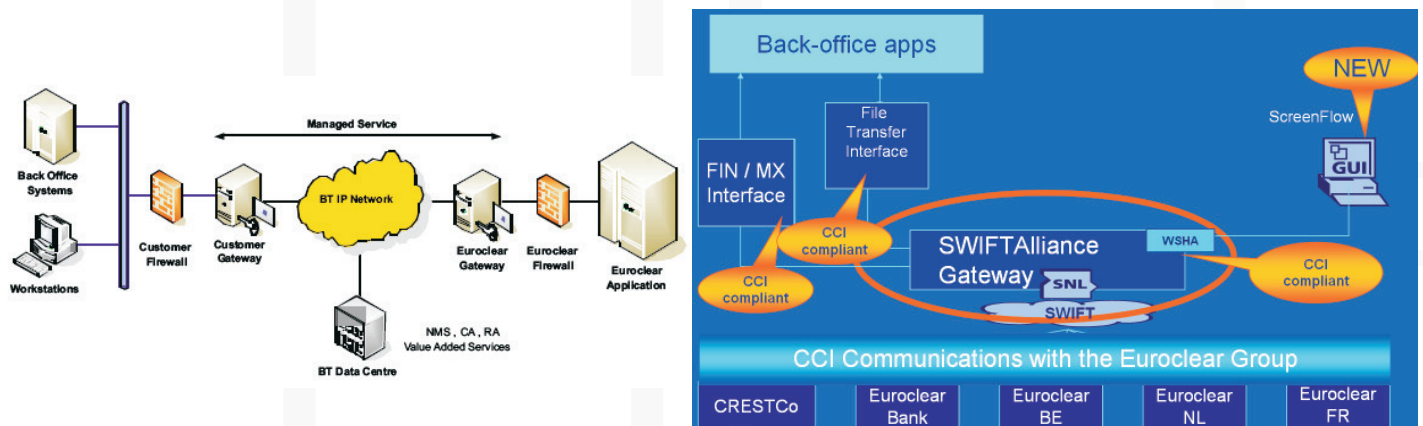 Managed Service
Back Office
Systems
Workstations
Customer
Firewall
Customer
Gateway
BT IP Network
Euroclear
Gateway
Euroclear
Firewall
Euroclear
Application
NMS , CA , RA
Value Added Services
BT Data Centre
Back-office apps
NEW
ScreenFlow
GUI
File
Transfer
Interface
FIN / MX
Interface
CCI
compliant
CCI
compliant
SWIFTAlliance
Gateway
WSHA
CCI
compliant
SNL
SWIFT
CCI Communications with the Euroclear Group
CRESTCo
Euroclear
Bank
Euroclear
BE
Euroclear
NL
Euroclear
FR